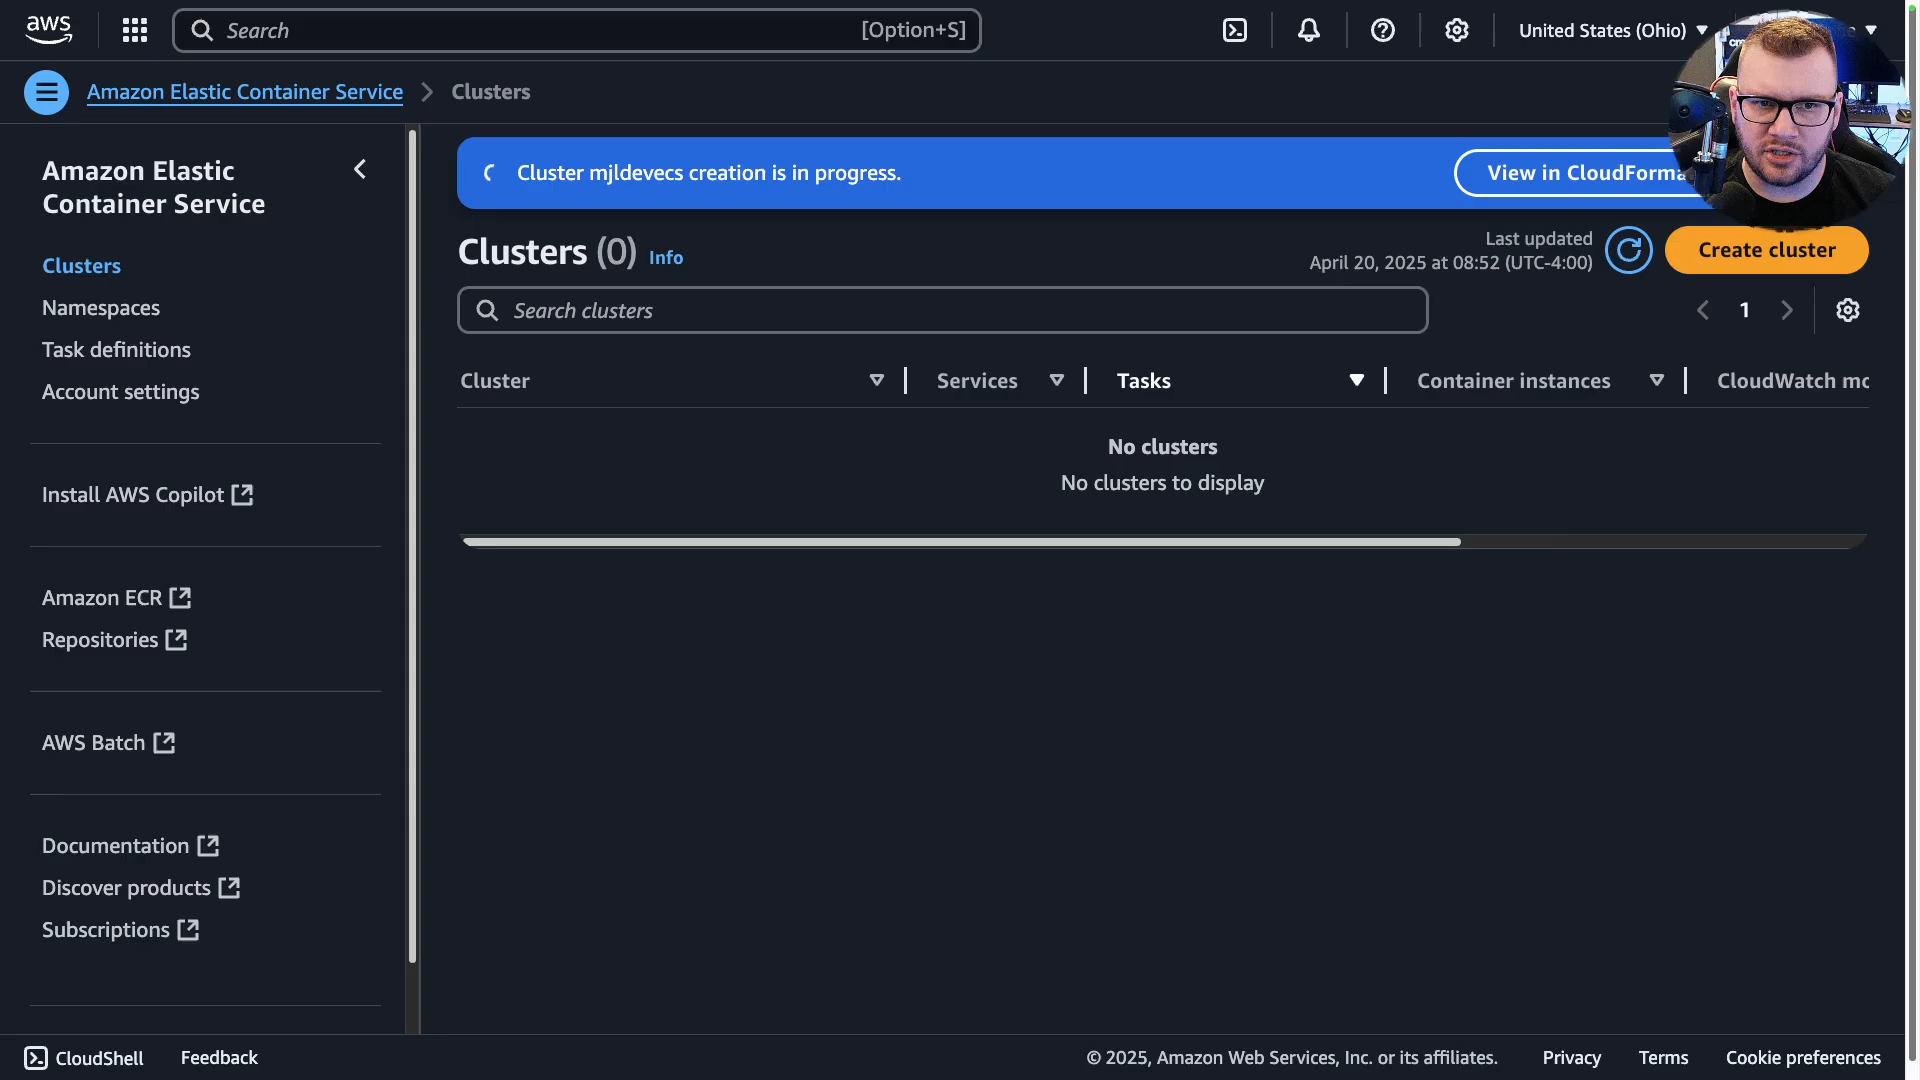 aws
Search
[Option+S]
United States (Ohio)
Amazon Elastic Container Service
Clusters
Amazon Elastic
Container Service
Clusters
Namespaces
Task definitions
Account settings
Install AWS Copilot
Amazon ECR
Repositories
AWS Batch
Documentation
Discover products
Subscriptions
Cluster mjldevecs creation is in progress.
View in CloudForma
Clusters (0) Info
Last updated
April 20, 2025 at 08:52 (UTC-4:00)
Create cluster
Search clusters
1
Cluster
Services
Tasks
Container instances
CloudWatch mo
No clusters
No clusters to display
CloudShell
Feedback
© 2025, Amazon Web Services, Inc. or its affiliates.
Privacy
Terms
Cookie preferences